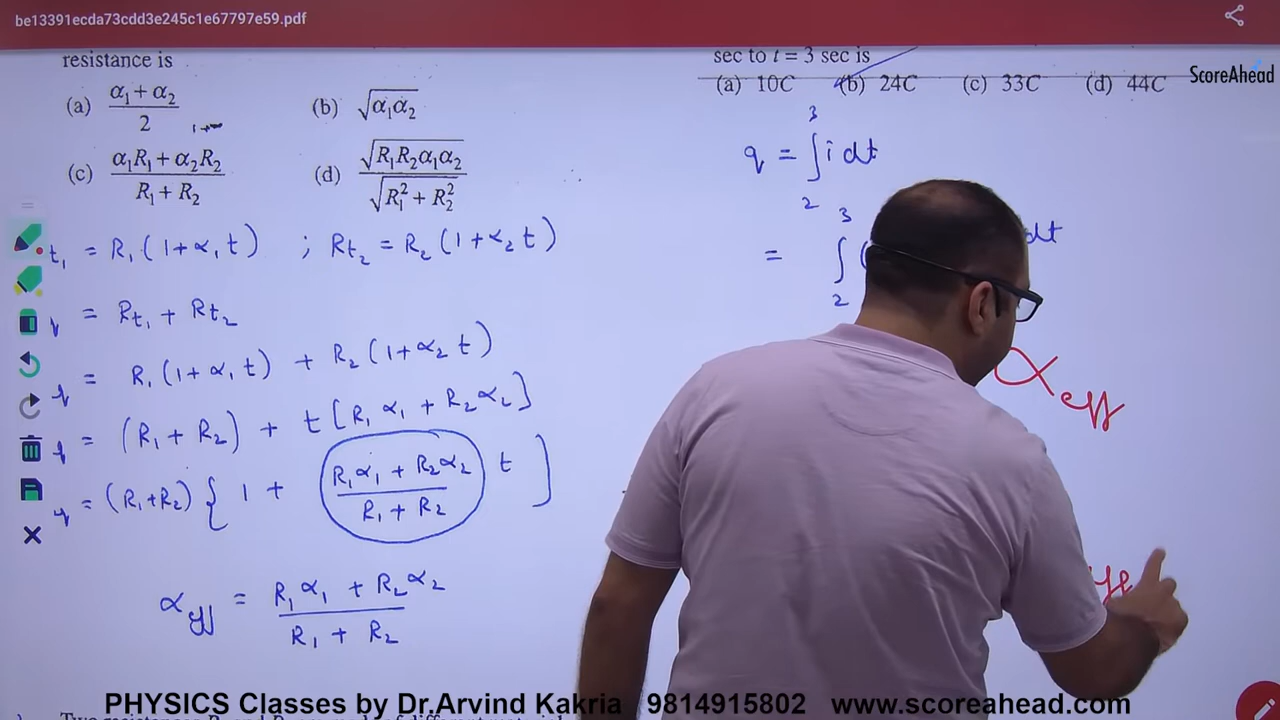 be13391ecda73cdd3e245c1e67797e59.pdf
ScoreAhead
resistance is
(a) α₁ + α₂ / 2
(b) √α₁α₂
(c) α₁R₁ + α₂R₂ / R₁ + R₂
(d) √R₁R₂α₁α₂ / √R₁² + R₂²
t₁ = R₁(1+α₁t) ; Rt₂ = R₂(1+α₂t)
= Rt₁ + Rt₂
= R₁(1+α₁t) + R₂(1+α₂t)
= (R₁ + R₂) + t[R₁α₁ + R₂α₂]
= (R₁+R₂) { 1 + R₁α₁ + R₂α₂ / R₁ + R₂ t ]
α eff = R₁α₁ + R₂α₂ / R₁ + R₂
sec to t = 3 sec is
(a) 10C (b) 24C (c) 33C (d) 44C
q = ∫₂³ i dt
= ∫₂³ ( dt
α eff
PHYSICS Classes by Dr.Arvind Kakria 9814915802 www.scoreahead.com